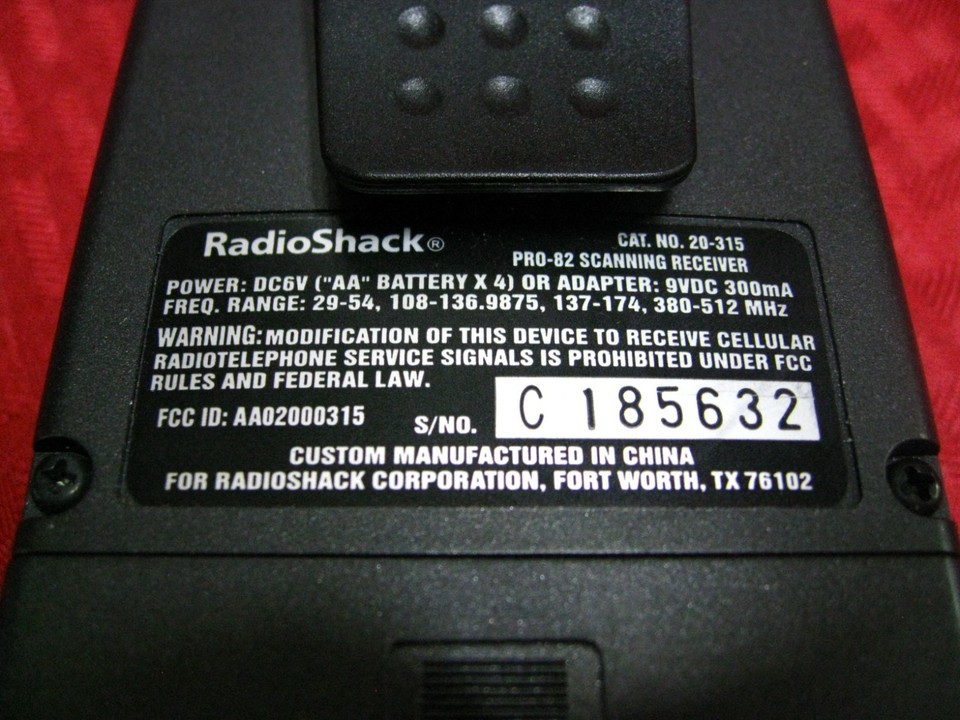 RadioShack®
CAT. NO. 20-315
PRO-82 SCANNING RECEIVER
POWER: DC6V ("AA" BATTERY X 4) OR ADAPTER: 9VDC 300mA
FREQ. RANGE: 29-54, 108-136.9875, 137-174, 380-512 MHz
WARNING: MODIFICATION OF THIS DEVICE TO RECEIVE CELLULAR
RADIOTELEPHONE SERVICE SIGNALS IS PROHIBITED UNDER FCC
RULES AND FEDERAL LAW.
FCC ID: AAO2000315
S/NO. C 185632
CUSTOM MANUFACTURED IN CHINA
FOR RADIOSHACK CORPORATION, FORT WORTH, TX 76102